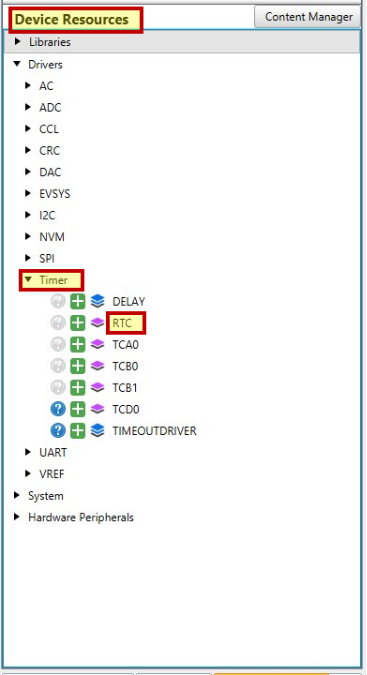 Device Resources
Content Manager
Libraries
Drivers
AC
ADC
CCL
CRC
DAC
EVSYS
I2C
NVM
SPI
Timer
DELAY
RTC
TCA0
TCB0
TCB1
TCD0
TIMEOUTDRIVER
UART
VREF
System
Hardware Peripherals